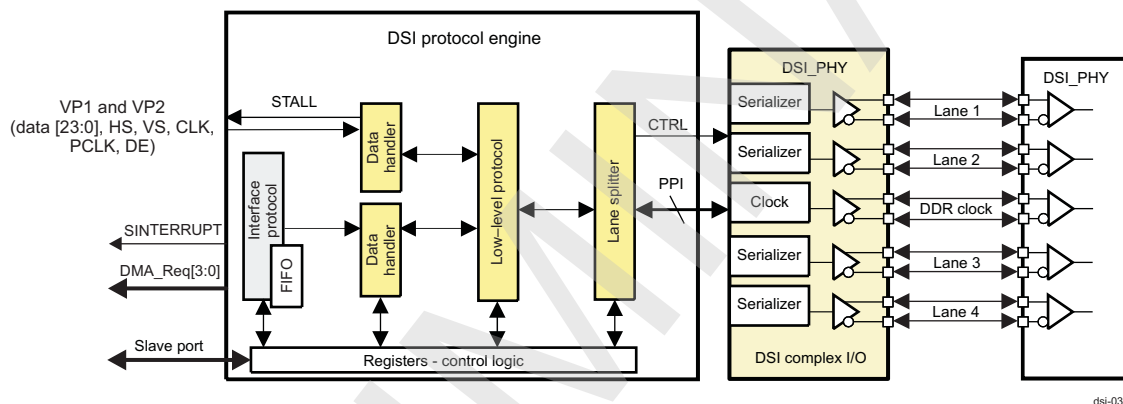 DSI protocol engine
VP1 and VP2
(data [23:0], HS, VS, CLK,
PCLK, DE)
STALL
Data
handler
Interface
protocol
FIFO
Data
handler
Low–level protocol
Lane splitter
CTRL
PPI
SINTERRUPT
DMA_Req[3:0]
Slave port
Registers - control logic
DSI_PHY
Serializer
Serializer
Clock
Serializer
Serializer
DSI complex I/O
Lane 1
Lane 2
DDR clock
Lane 3
Lane 4
DSI_PHY